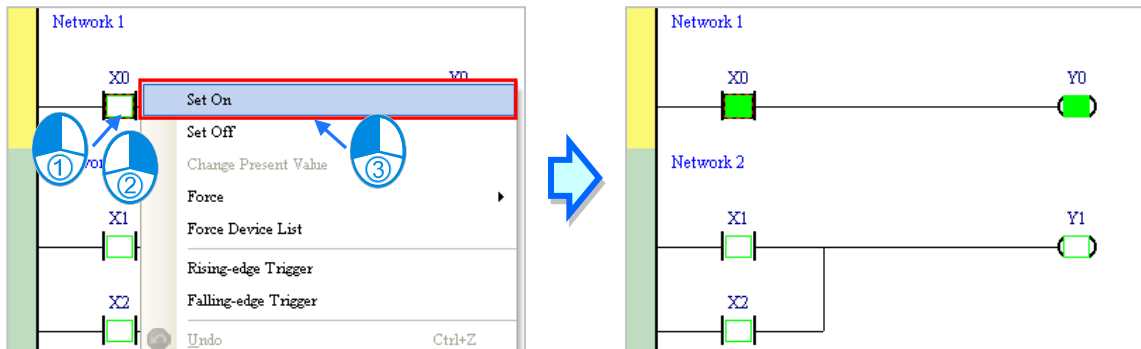 Network 1
X0 Y0
Set On
①
②
③
Set Off
Change Present Value
Force
X1
Force Device List
Rising-edge Trigger
X2
Falling-edge Trigger
Undo Ctrl+Z
Network 1
X0 Y0
Network 2
X1 Y1
X2